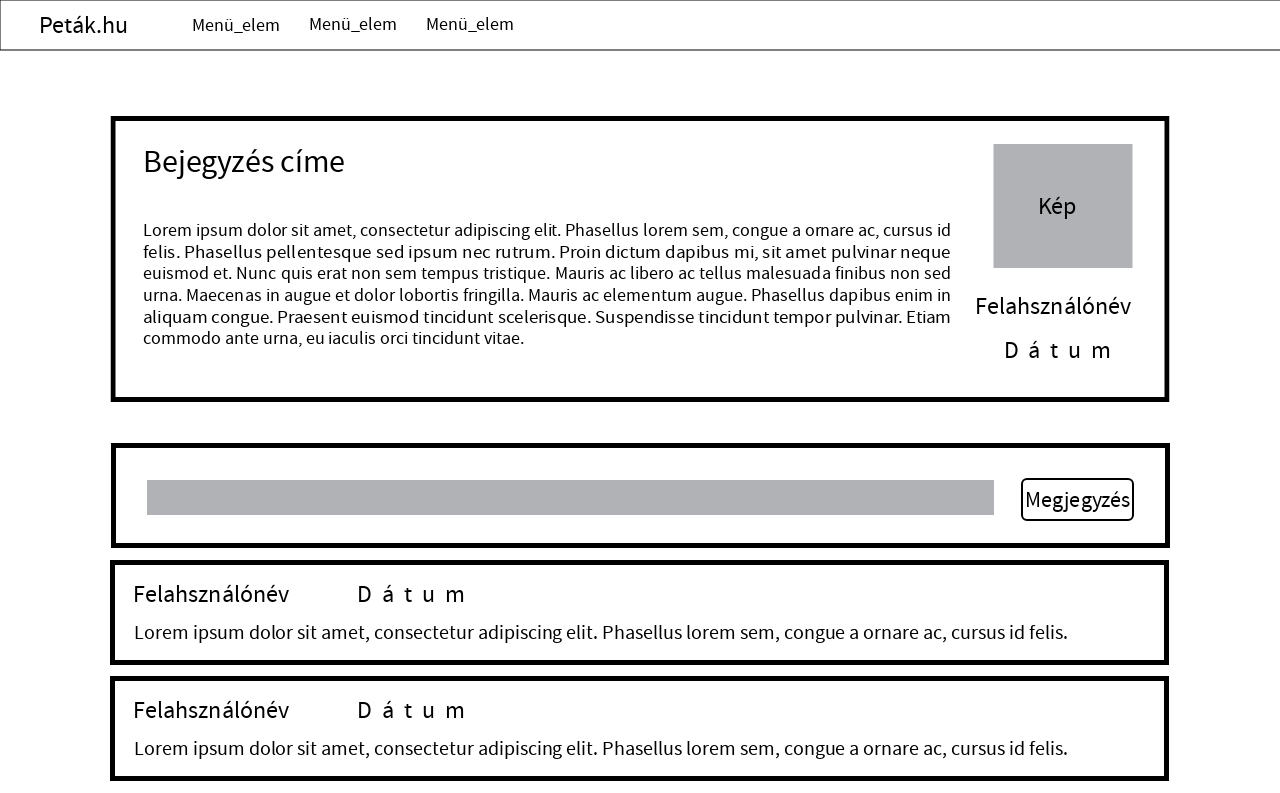 Peták.hu Menü_elem Menü_elem Menü_elem
Bejegyzés címe
Lorem ipsum dolor sit amet, consectetur adipiscing elit. Phasellus lorem sem, congue a ornare ac, cursus id
felis. Phasellus pellentesque sed ipsum nec rutrum. Proin dictum dapibus mi, sit amet pulvinar neque
euismod et. Nunc quis erat non sem tempus tristique. Mauris ac libero ac tellus malesuada finibus non sed
urna. Maecenas in augue et dolor lobortis fringilla. Mauris ac elementum augue. Phasellus dapibus enim in
aliquam congue. Praesent euismod tincidunt scelerisque. Suspendisse tincidunt tempor pulvinar. Etiam
commodo ante urna, eu iaculis orci tincidunt vitae.
Kép
Felahsználónév
Dátum
Megjegyzés
Felahsználónév Dátum
Lorem ipsum dolor sit amet, consectetur adipiscing elit. Phasellus lorem sem, congue a ornare ac, cursus id felis.
Felahsználónév Dátum
Lorem ipsum dolor sit amet, consectetur adipiscing elit. Phasellus lorem sem, congue a ornare ac, cursus id felis.